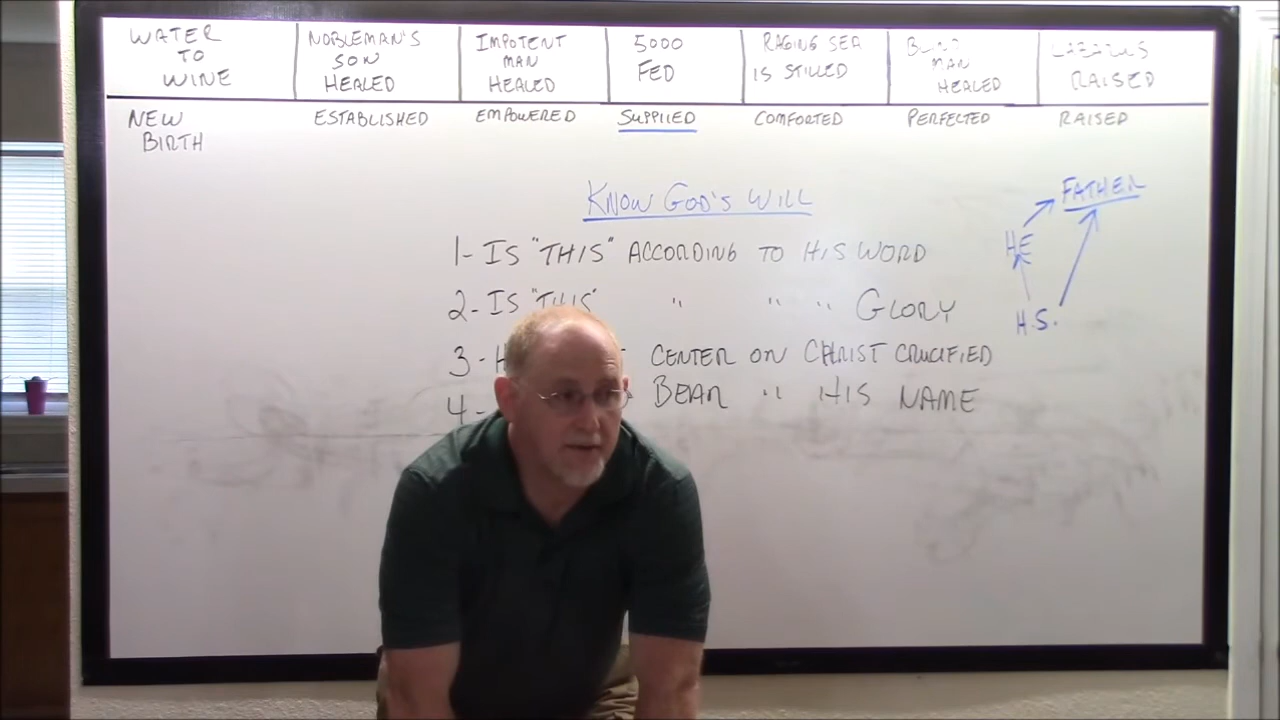 WATER
TO
WINE
NOBLEMAN'S
SON
HEALED
IMPOTENT
MAN
HEALED
5000
FED
RAGING SEA
IS STILLED
MAN
HEALED
LAZARUS
RAISED
NEW
BIRTH
ESTABLISHED
EMPOWERED
SUPPLIED
COMFORTED
PERFECTED
RAISED
KNOW GOD'S WILL
1- IS "THIS" ACCORDING TO HIS WORD
2- IS "THIS" " " " GLORY
3 - CENTER ON CHRIST CRUCIFIED
4 - BEAR " HIS NAME
FATHER
HE
H.S.